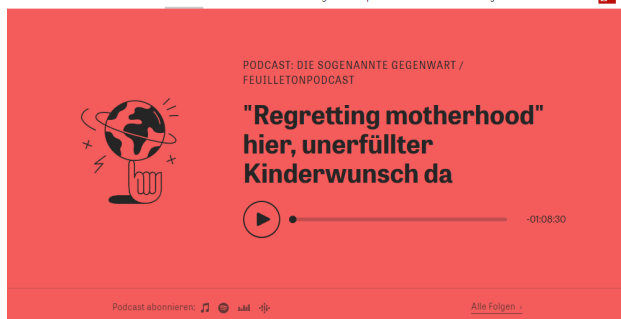 PODCAST: DIE SOGENANNTE GEGENWART /
FEUILLETONPODCAST
"Regretting motherhood"
hier, unerfüllter
Kinderwunsch da
-01:08:30
Podcast abonnieren:
Alle Folgen ›